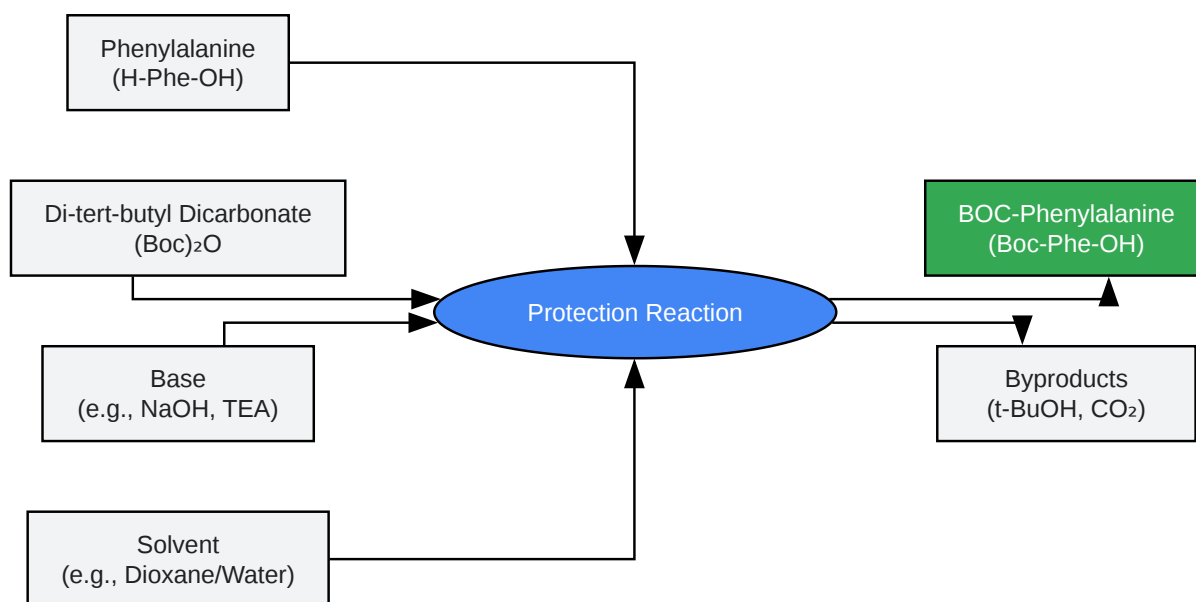 Phenylalanine
(H-Phe-OH)
Di-tert-butyl Dicarbonate
(Boc)₂O
Base
(e.g., NaOH, TEA)
Solvent
(e.g., Dioxane/Water)
Protection Reaction
BOC-Phenylalanine
(Boc-Phe-OH)
Byproducts
(t-BuOH, CO₂)